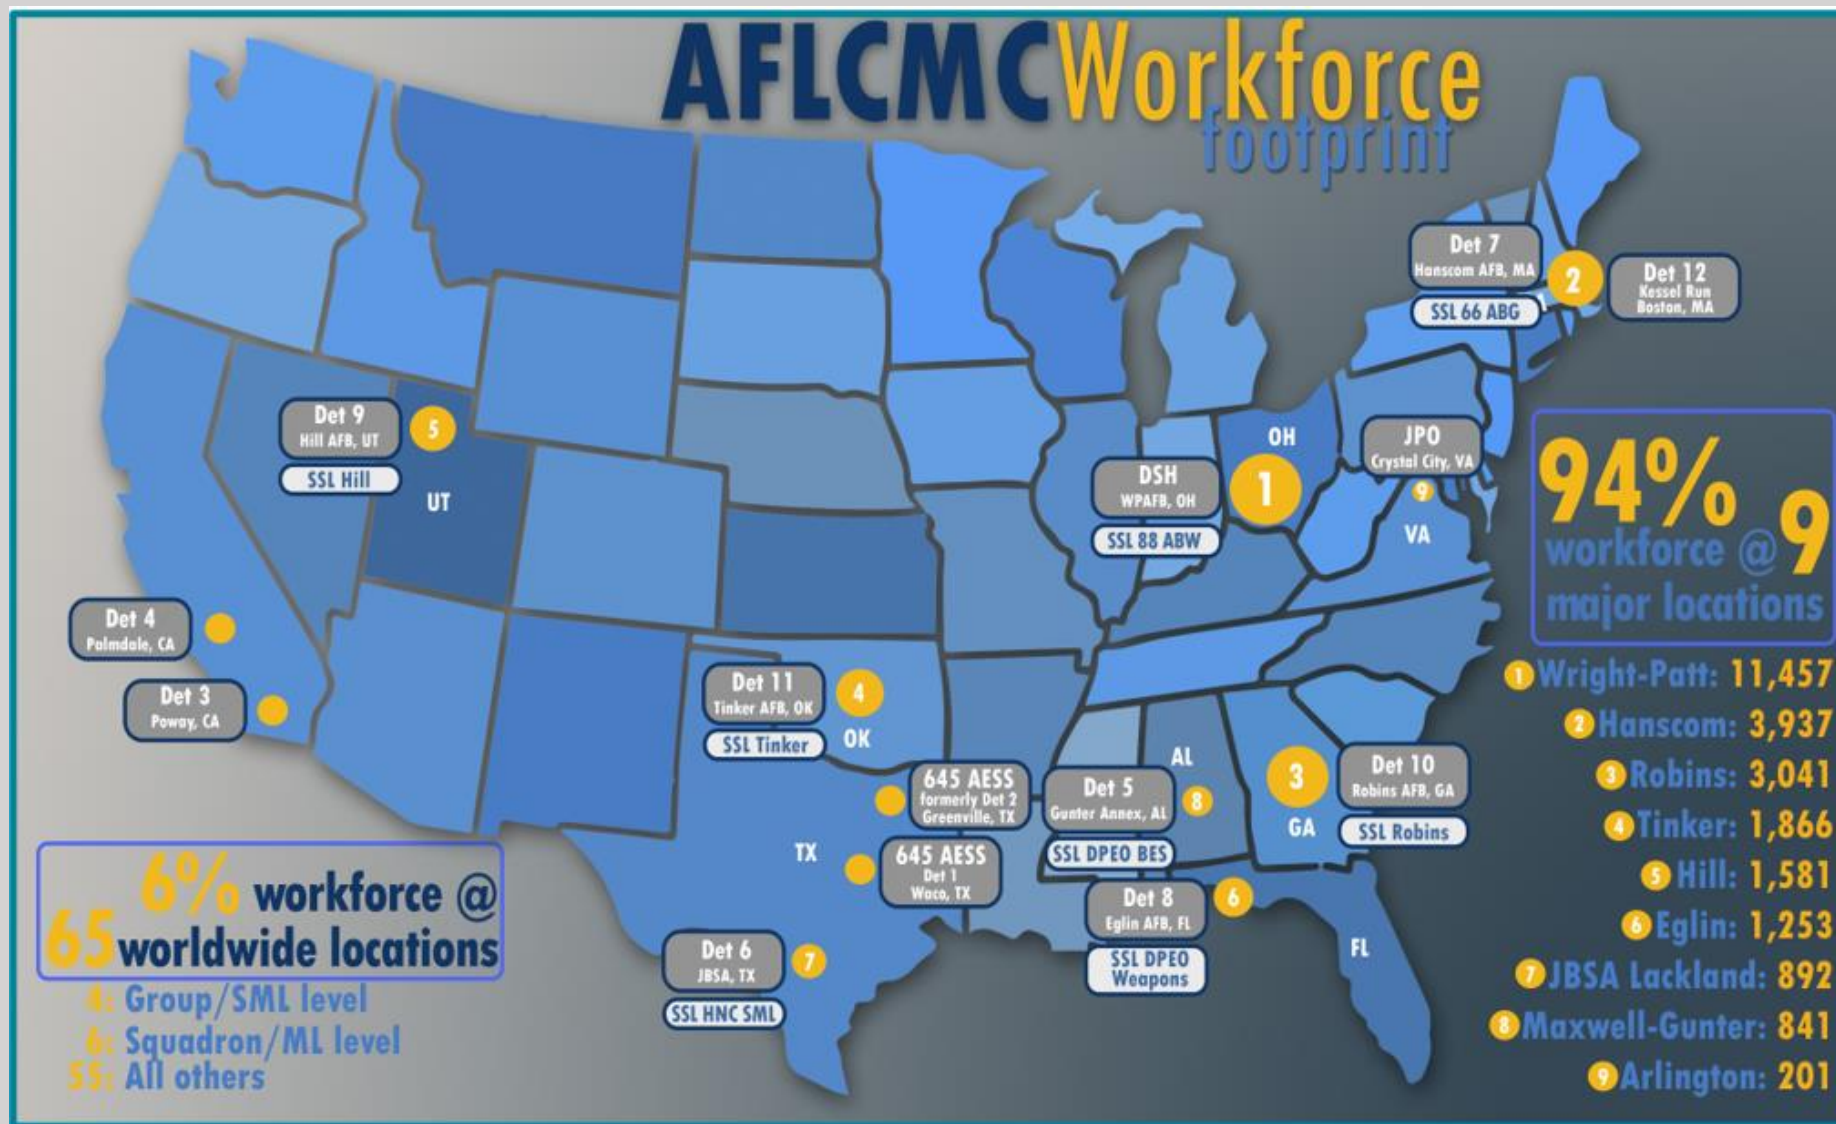 AFLCMC Workforce
footprint
Det 7
Hanscom AFB, MA
SSL 66 ABG
2
Det 12
Kessel Run
Boston, MA
Det 9
Hill AFB, UT
SSL Hill
5
UT
DSH
WPAFB, OH
SSL 88 ABW
OH
1
JPO
Crystal City, VA
9
VA
Det 4
Palmdale, CA
Det 3
Poway, CA
Det 11
Tinker AFB, OK
SSL Tinker
4
OK
645 AESS
formerly Det 2
Greenville, TX
645 AESS
Det 1
Waco, TX
TX
Det 6
JBSA, TX
SSL HNC SML
7
Det 5
Gunter Annex, AL
SSL DPEO BES
AL
8
Det 8
Eglin AFB, FL
SSL DPEO
Weapons
6
FL
3
GA
Det 10
Robins AFB, GA
SSL Robins
94%
workforce @ 9
major locations
1 Wright-Patt: 11,457
2 Hanscom: 3,937
3 Robins: 3,041
4 Tinker: 1,866
5 Hill: 1,581
6 Eglin: 1,253
7 JBSA Lackland: 892
8 Maxwell-Gunter: 841
9 Arlington: 201
6% workforce @
65 worldwide locations
4: Group/SML level
6: Squadron/ML level
55: All others